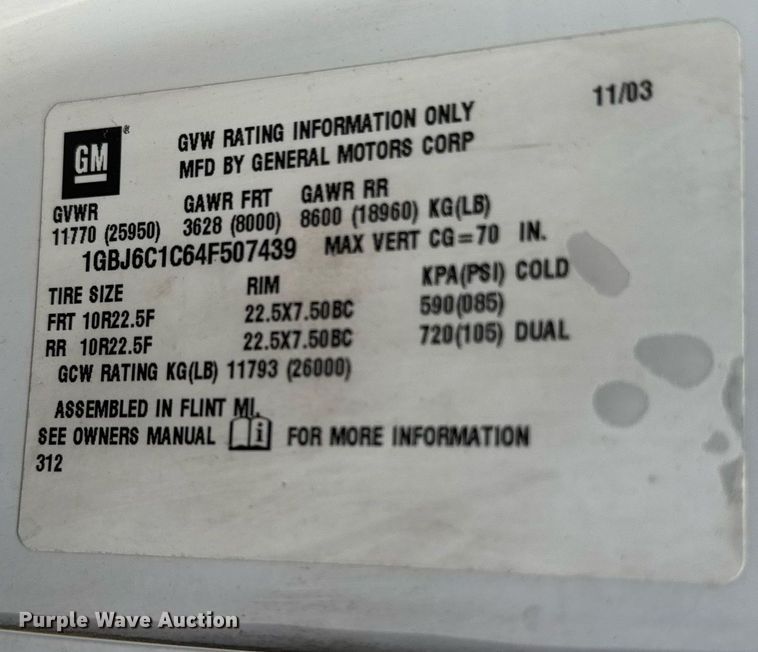 11/03
GM ®
GVW RATING INFORMATION ONLY
MFD BY GENERAL MOTORS CORP
GVWR GAWR FRT GAWR RR
11770 (25950) 3628 (8000) 8600 (18960) KG(LB)
1GBJ6C1C64F507439 MAX VERT CG=70 IN.
TIRE SIZE RIM KPA(PSI) COLD
FRT 10R22.5F 22.5X7.50BC 590(085)
RR 10R22.5F 22.5X7.50BC 720(105) DUAL
GCW RATING KG(LB) 11793 (26000)
ASSEMBLED IN FLINT MI.
SEE OWNERS MANUAL i FOR MORE INFORMATION
312
Purple Wave Auction